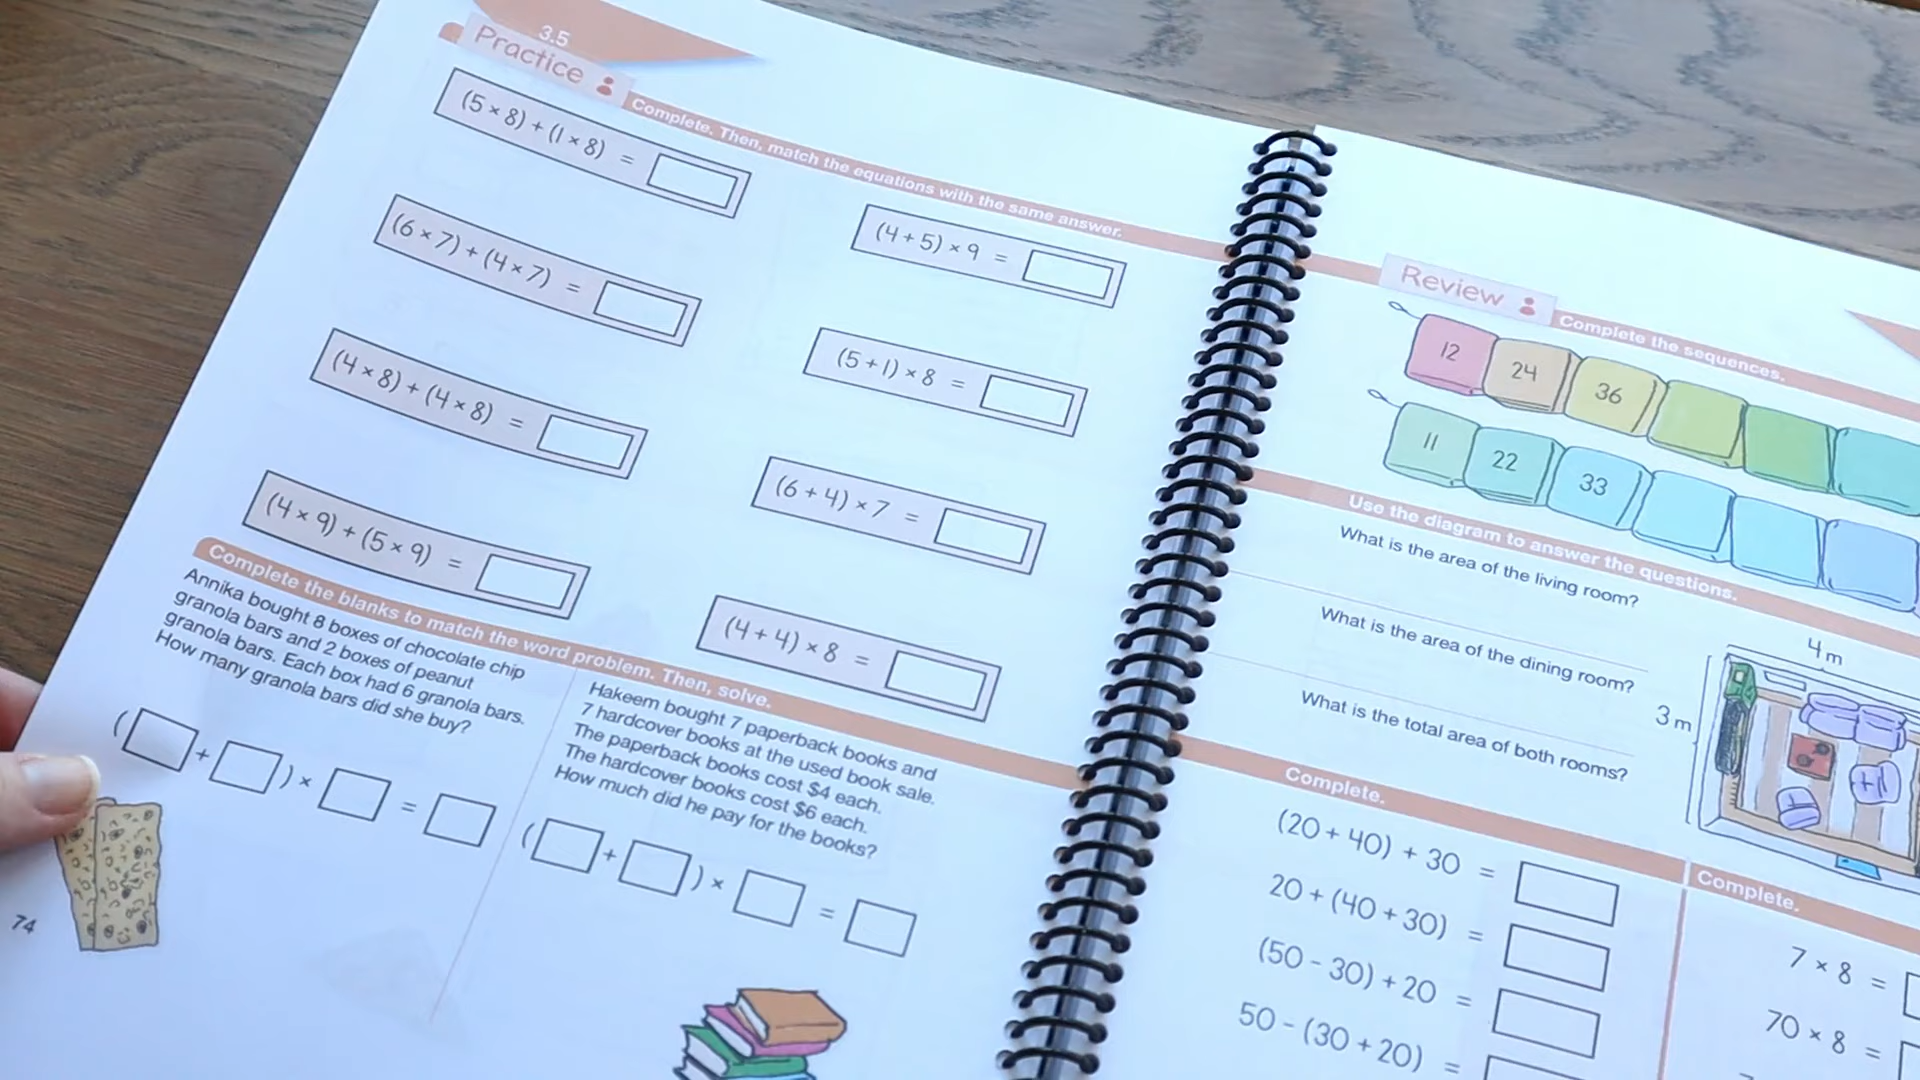 3.5
Practice
Complete. Then, match the equations with the same answer.
(5 × 8) + (1 × 8) =
(6 × 7) + (4 × 7) =
(4 × 8) + (4 × 8) =
(4 × 9) + (5 × 9) =
(4 + 5) × 9 =
(5 + 1) × 8 =
(6 + 4) × 7 =
(4 + 4) × 8 =
Complete the blanks to match the word problem. Then, solve.
Annika bought 8 boxes of chocolate chip
granola bars and 2 boxes of peanut
granola bars. Each box had 6 granola bars.
How many granola bars did she buy?
( + ) × =
Hakeem bought 7 paperback books and
7 hardcover books at the used book sale.
The paperback books cost $4 each.
The hardcover books cost $6 each.
How much did he pay for the books?
( + ) × =
74
Review
Complete the sequences.
12 24 36
11 22 33
Use the diagram to answer the questions.
What is the area of the living room?
What is the area of the dining room?
What is the total area of both rooms?
4 m
3 m
Complete.
(20 + 40) + 30 =
20 + (40 + 30) =
(50 - 30) + 20 =
50 - (30 + 20) =
Complete.
7 × 8 =
70 × 8 =